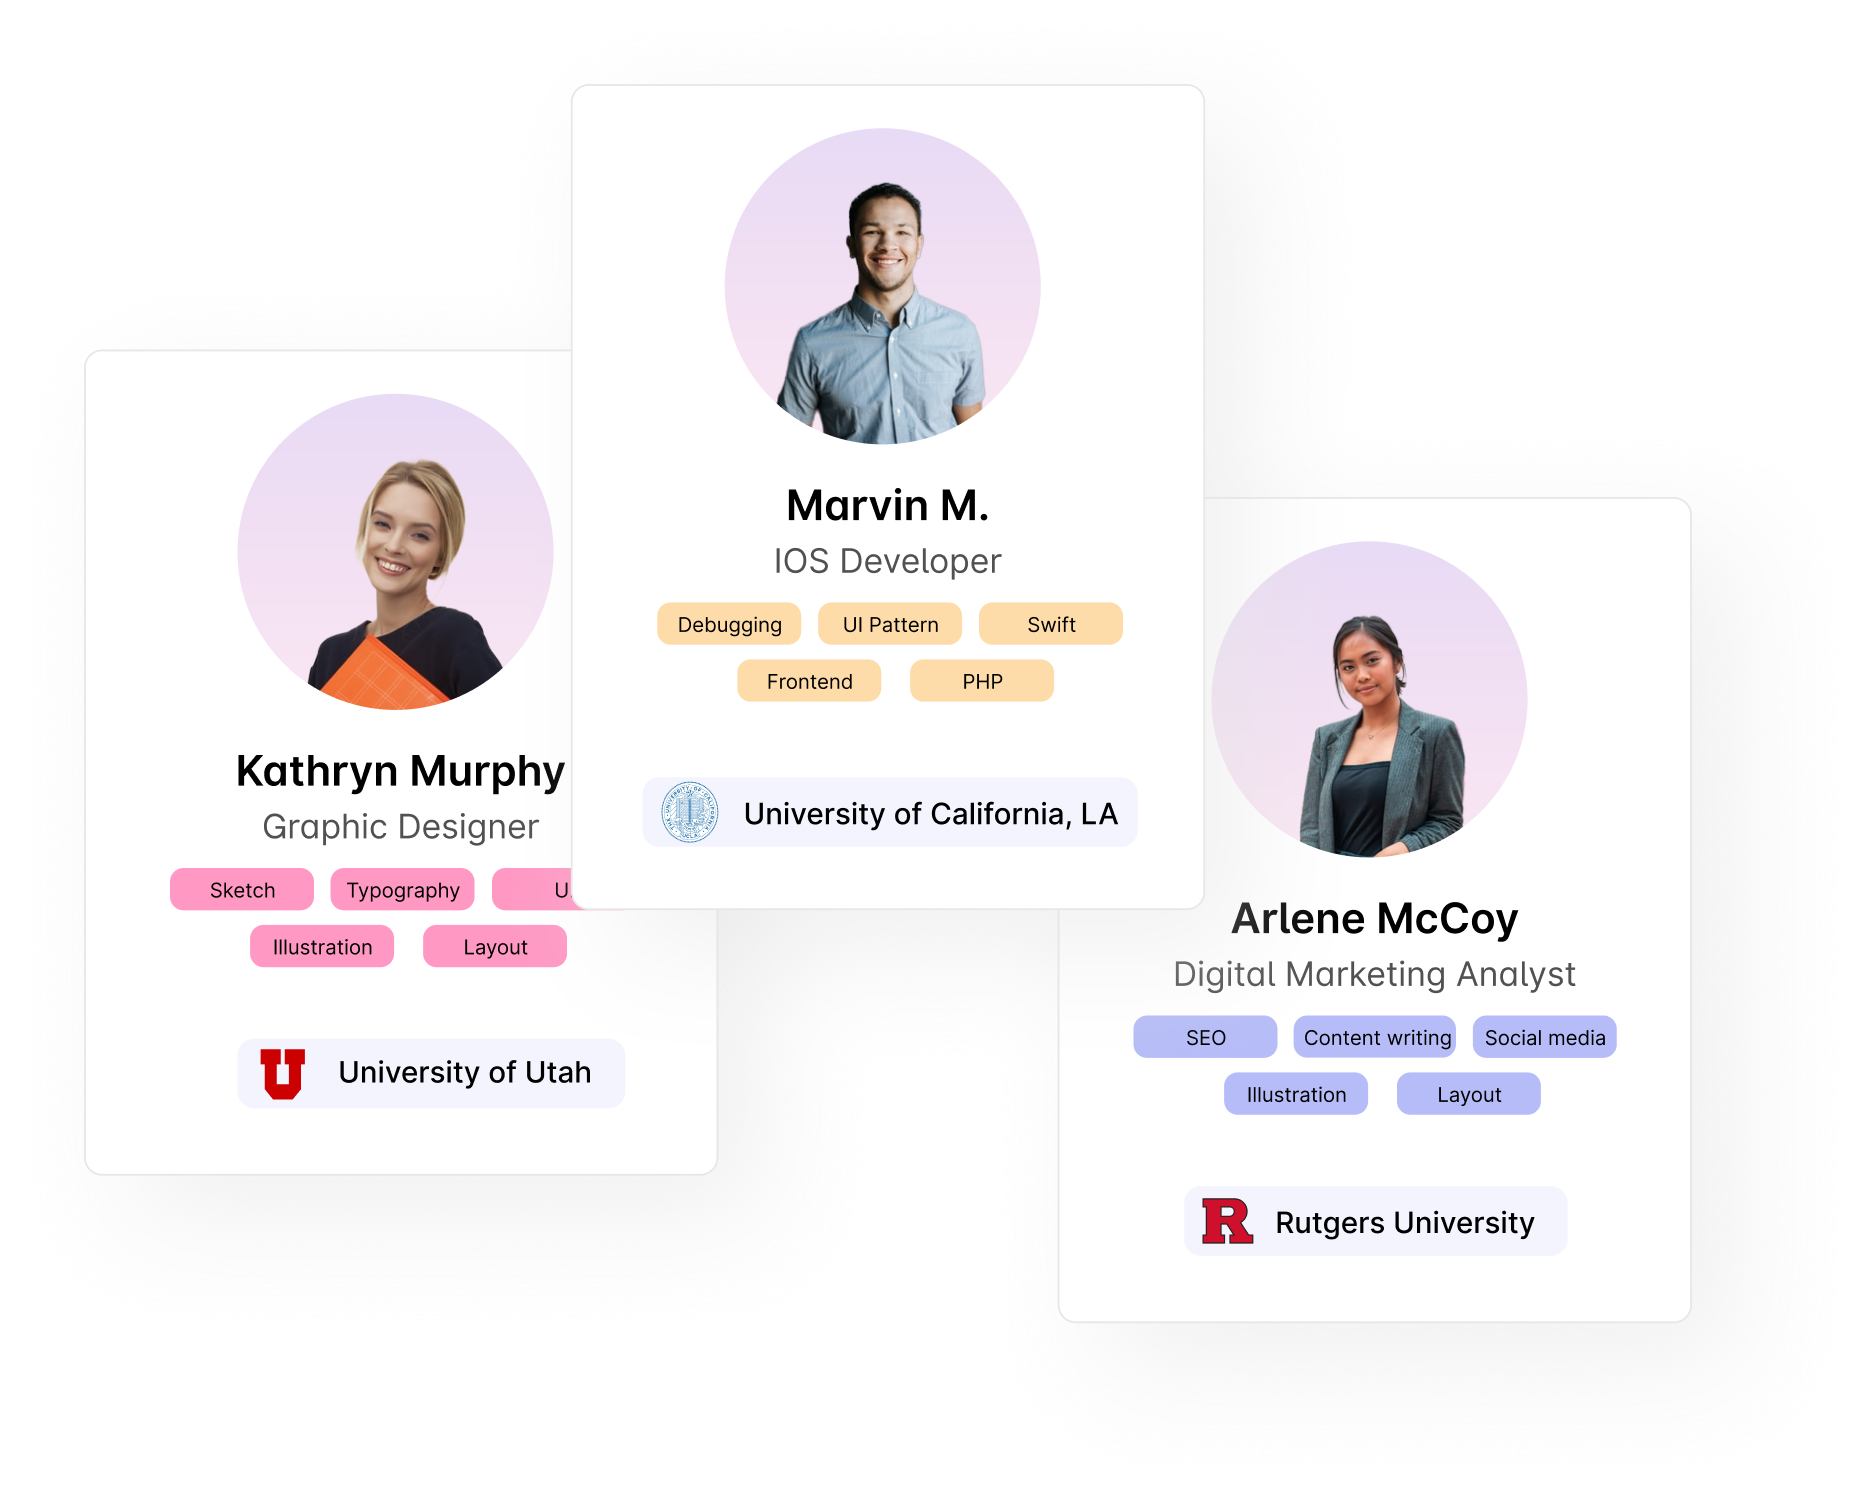 Marvin M.
IOS Developer
Debugging UI Pattern Swift
Frontend PHP
University of California, LA
Kathryn Murphy
Graphic Designer
Sketch Typography
Illustration Layout
U University of Utah
Arlene McCoy
Digital Marketing Analyst
SEO Content writing Social media
Illustration Layout
R Rutgers University